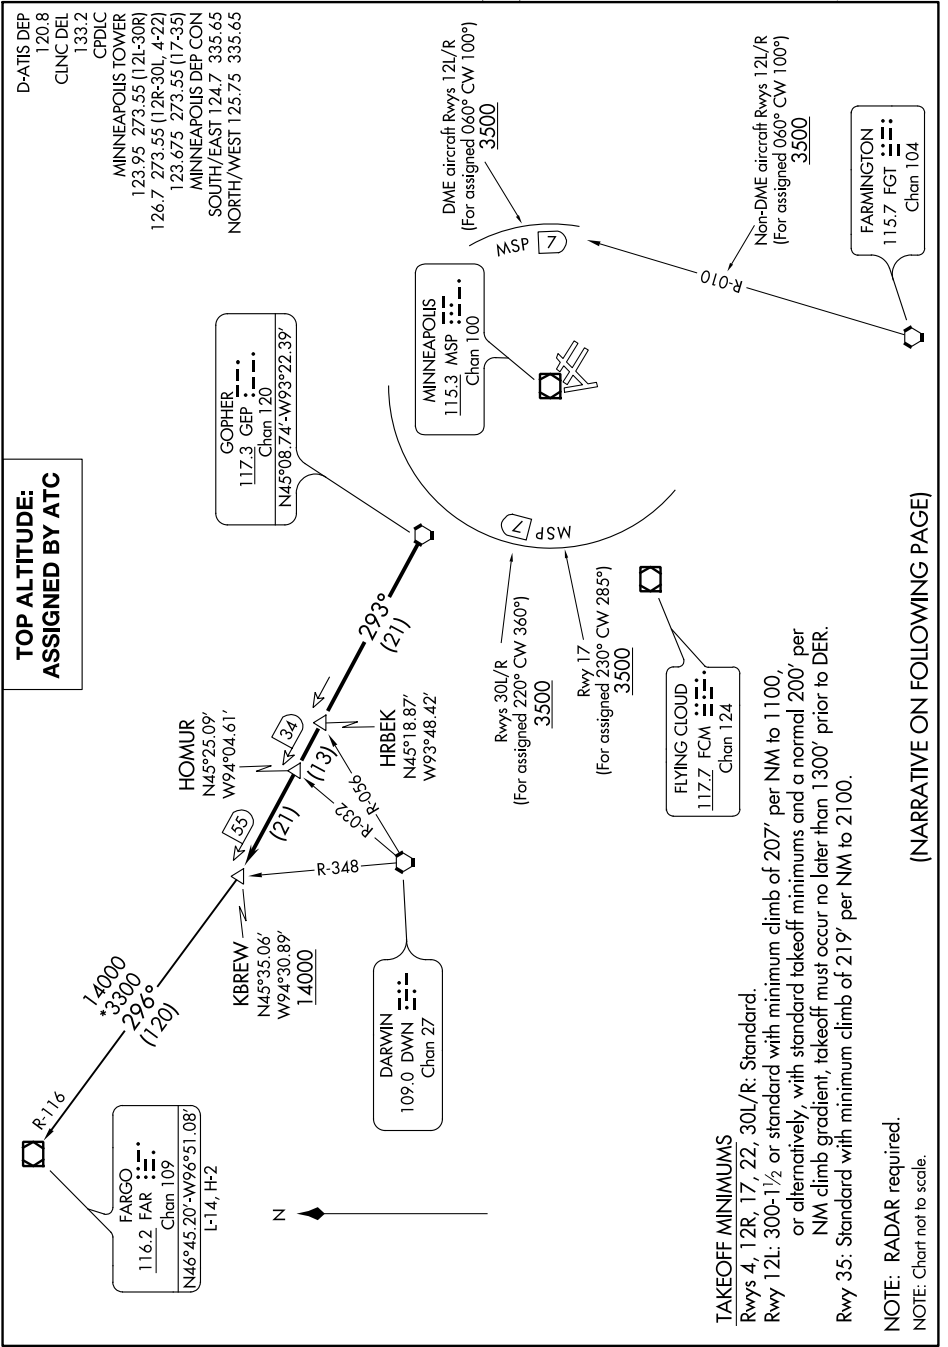 TOP ALTITUDE:
ASSIGNED BY ATC
D-ATIS DEP
120.8
CLNC DEL
133.2
CPDLC
MINNEAPOLIS TOWER
123.95 273.55 (12L-30R)
126.7 273.55 (12R-30L, 4-22)
123.675 273.55 (17-35)
MINNEAPOLIS DEP CON
SOUTH/EAST 124.7 335.65
NORTH/WEST 125.75 335.65
FARGO
116.2 FAR
Chan 109
N46°45.20'-W96°51.08'
L-14, H-2
R-116
14000
*3300
296°
(120)
KBREW
N45°35.06'
W94°30.89'
14000
55
(21)
HOMUR
N45°25.09'
W94°04.61'
34
(13)
HRBEK
N45°18.87'
W93°48.42'
293°
(21)
GOPHER
117.3 GEP
Chan 120
N45°08.74'-W93°22.39'
R-348
R-032
R-056
DARWIN
109.0 DWN
Chan 27
MINNEAPOLIS
115.3 MSP
Chan 100
MSP 7
DME aircraft Rwys 12L/R
(For assigned 060° CW 100°)
3500
MSP 7
Rwys 30L/R
(For assigned 220° CW 360°)
3500
Rwy 17
(For assigned 230° CW 285°)
3500
R-010
Non-DME aircraft Rwys 12L/R
(For assigned 060° CW 100°)
3500
FARMINGTON
115.7 FGT
Chan 104
FLYING CLOUD
117.7 FCM
Chan 124
N
TAKEOFF MINIMUMS
Rwys 4, 12R, 17, 22, 30L/R: Standard.
Rwy 12L: 300-1½ or standard with minimum climb of 207' per NM to 1100,
or alternatively, with standard takeoff minimums and a normal 200' per
NM climb gradient, takeoff must occur no later than 1300' prior to DER.
Rwy 35: Standard with minimum climb of 219' per NM to 2100.
NOTE: RADAR required.
NOTE: Chart not to scale.
(NARRATIVE ON FOLLOWING PAGE)